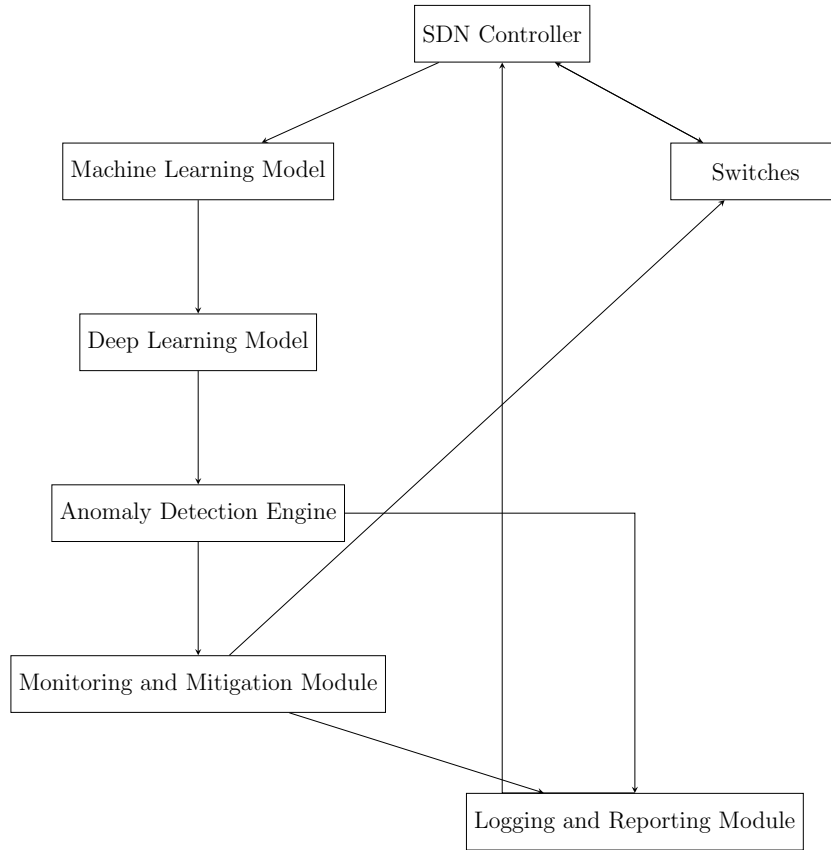 SDN Controller
Machine Learning Model
Switches
Deep Learning Model
Anomaly Detection Engine
Monitoring and Mitigation Module
Logging and Reporting Module